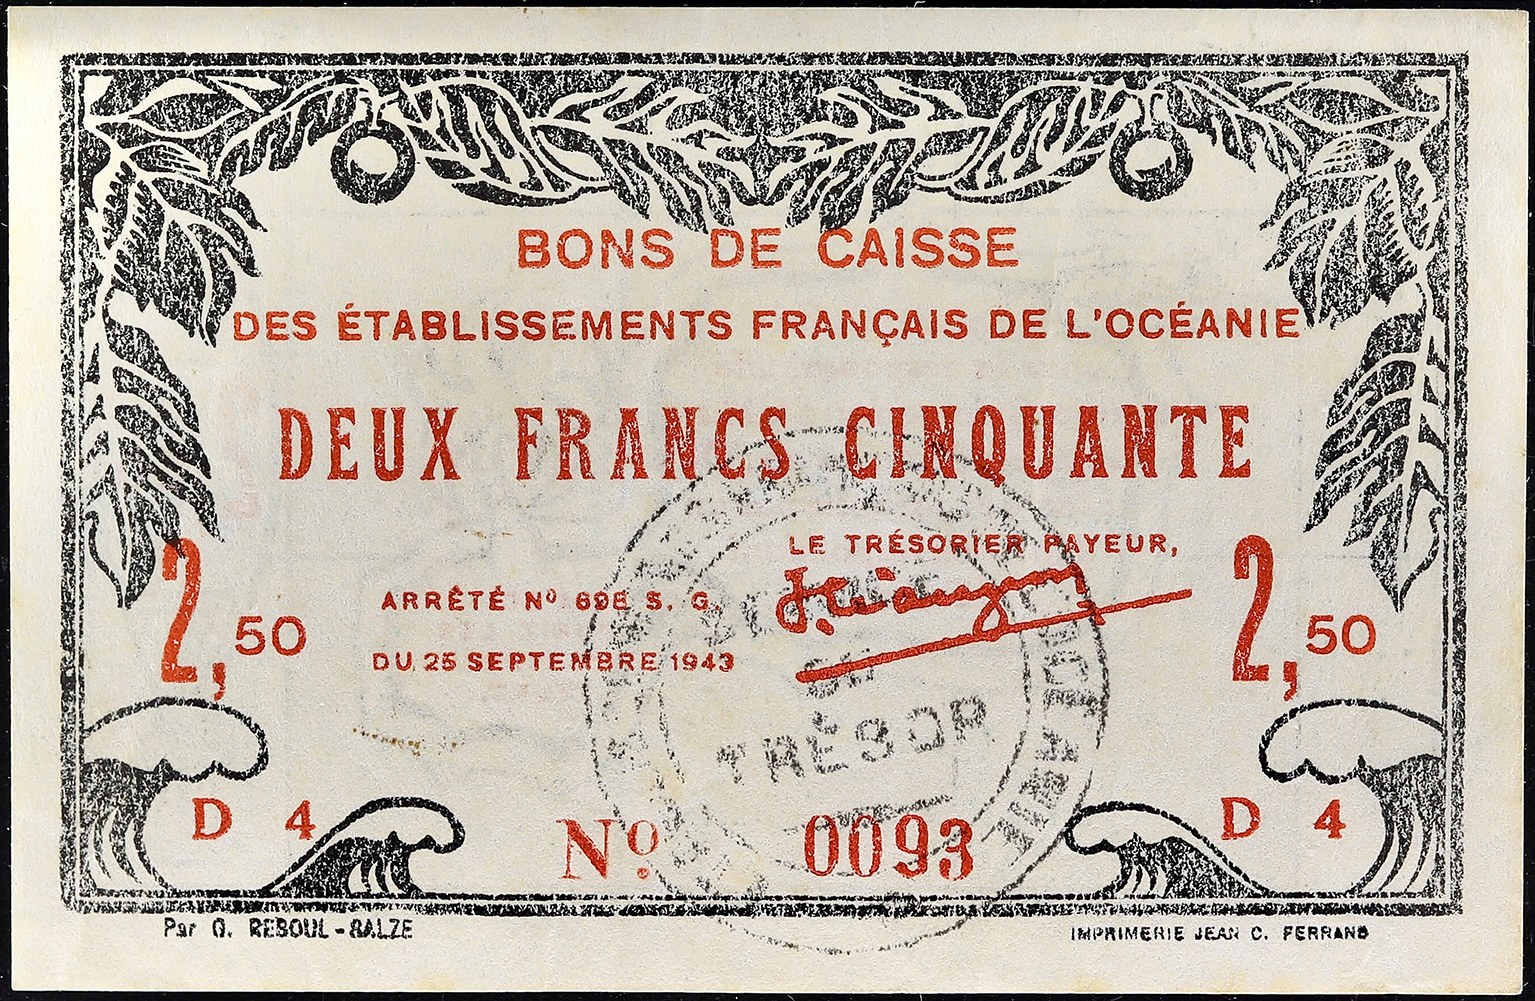 BONS DE CAISSE
DES ÉTABLISSEMENTS FRANÇAIS DE L'OCÉANIE
DEUX FRANCS CINQUANTE
LE TRÉSORIER PAYEUR,
ARRÊTÉ Nº S. G.
DU 25 SEPTEMBRE 1943
2,50
2,50
DE
TRÉSOR
D 4
D 4
Nº 0093
Par G. REBOUL-SALZE
IMPRIMERIE JEAN C. FERRAND